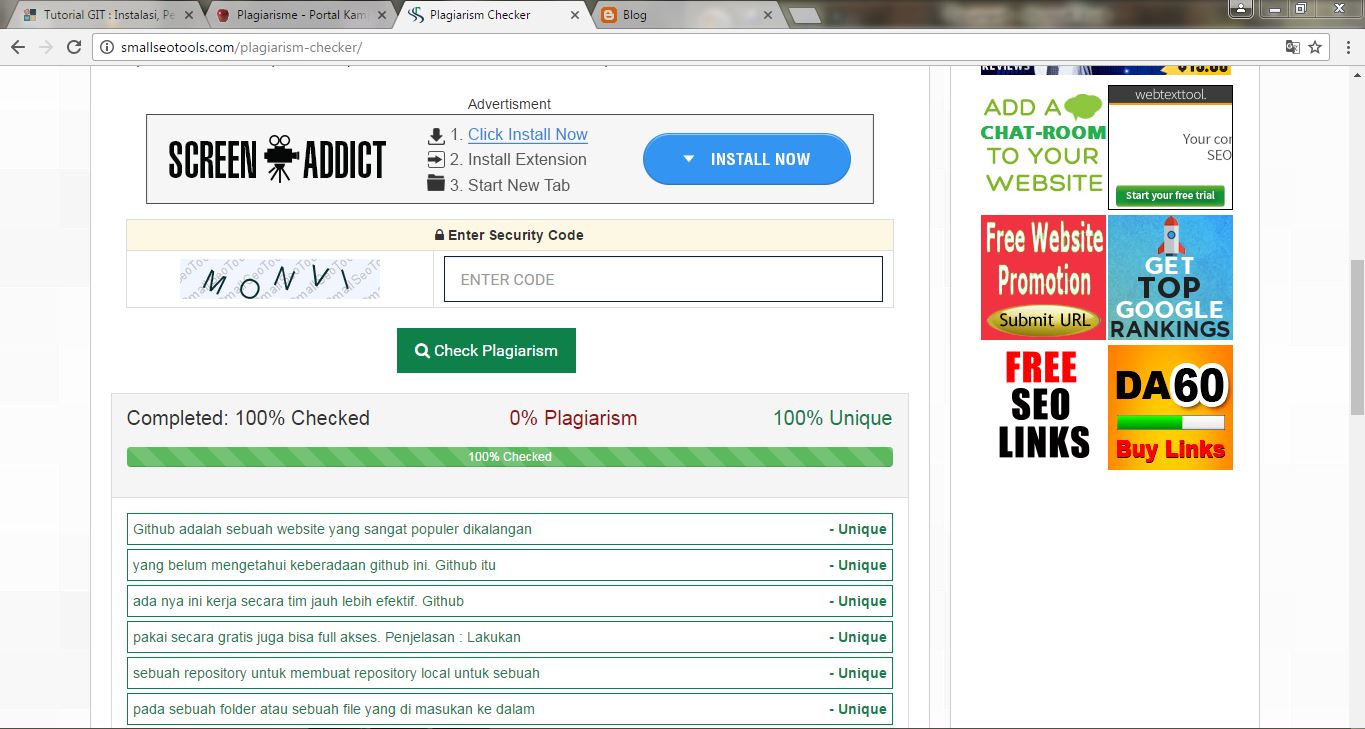 Tutorial GIT : Instalasi, Pe
Plagiarisme - Portal Kam
Plagiarism Checker
Blog
smallseotools.com/plagiarism-checker/
Advertisment
SCREEN ADDICT
1. Click Install Now
2. Install Extension
3. Start New Tab
INSTALL NOW
Enter Security Code
MONVI
ENTER CODE
Check Plagiarism
Completed: 100% Checked
0% Plagiarism
100% Unique
100% Checked
Github adalah sebuah website yang sangat populer dikalangan - Unique
yang belum mengetahui keberadaan github ini. Github itu - Unique
ada nya ini kerja secara tim jauh lebih efektif. Github - Unique
pakai secara gratis juga bisa full akses. Penjelasan : Lakukan - Unique
sebuah repository untuk membuat repository local untuk sebuah - Unique
pada sebuah folder atau sebuah file yang di masukan ke dalam - Unique
REVIEWS
ADD A
CHAT-ROOM
TO YOUR
WEBSITE
webtexttool.
Your cor
SEO
Start your free trial
Free Website
Promotion
Submit URL
GET
TOP
GOOGLE
RANKINGS
FREE
SEO
LINKS
DA60
Buy Links